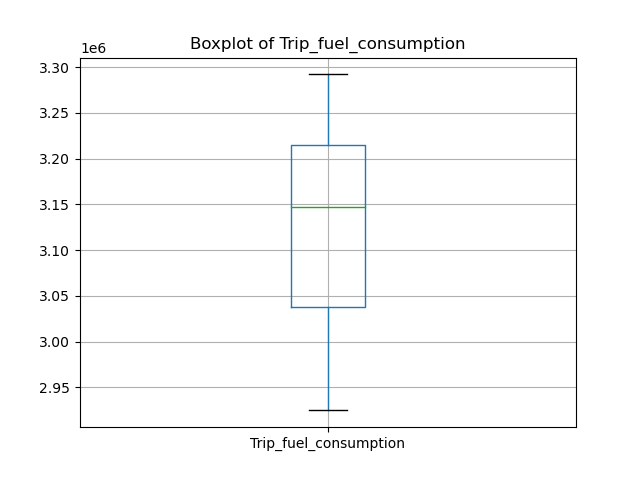 Boxplot of Trip_fuel_consumption
1e6
3.30
3.25
3.20
3.15
3.10
3.05
3.00
2.95
Trip_fuel_consumption